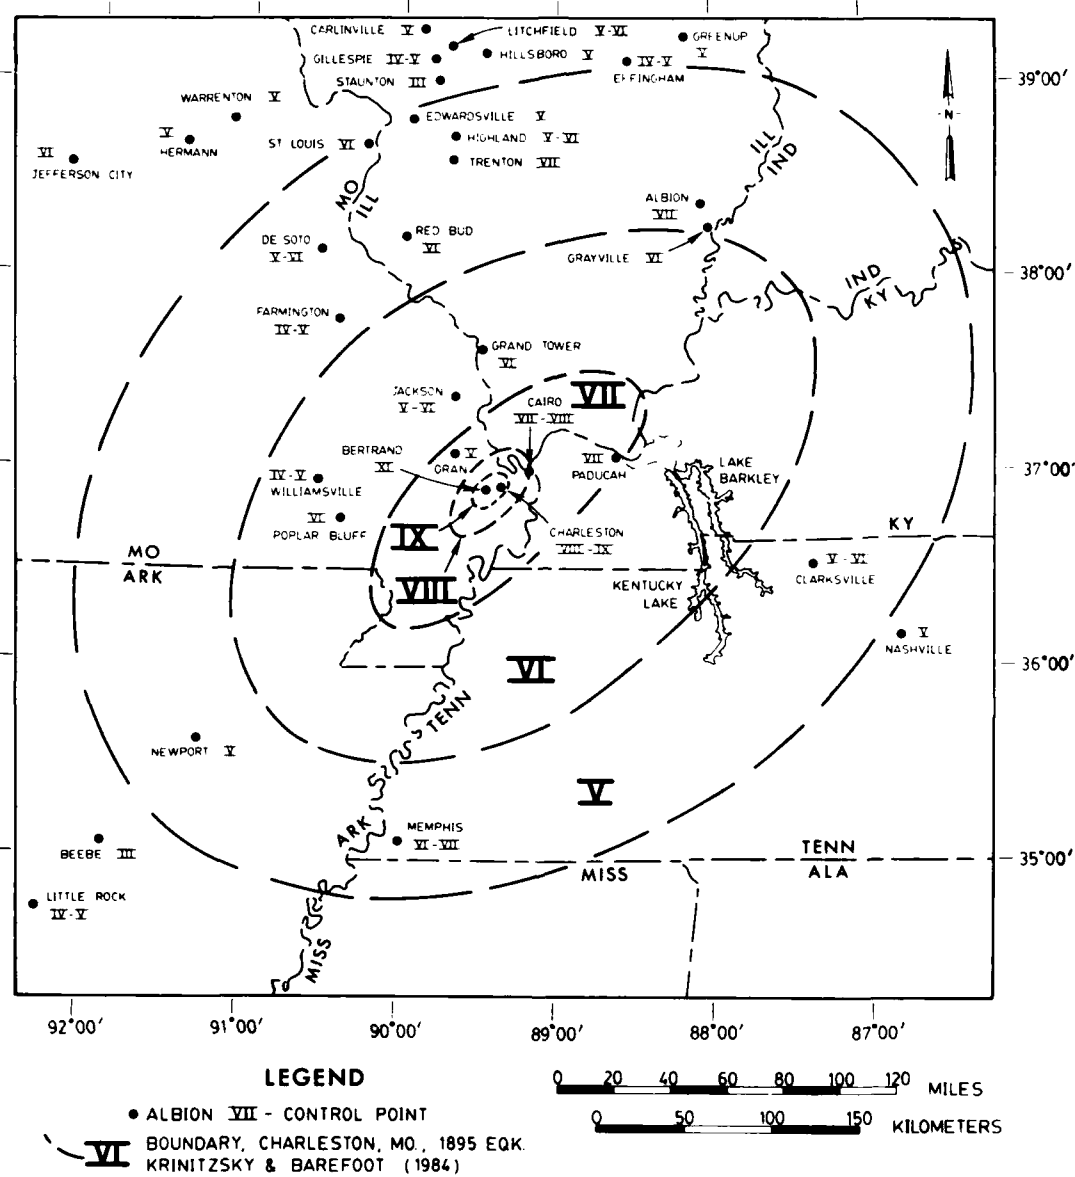 CARLINVILLE V
LITCHFIELD V-VI
GREENUP
V
GILLESPIE IV-V
HILLSBORO V
IV-V
EFFINGHAM
STAUNTON III
39°00'
WARRENTON V
EDWARDSVILLE V
N
V
HERMANN
ST LOUIS VI
HIGHLAND V-VI
ILL
IND
VI
JEFFERSON CITY
TRENTON VII
MO
ILL
ALBION
VII
DE SOTO
V-VI
RED BUD
VI
GRAYVILLE VI
IND
KY
38°00'
FARMINGTON
IV-V
GRAND TOWER
VI
JACKSON
V-VI
CAIRO
VII-VIII
VII
BERTRAND
XI
V
ORAN
VII
PADUCAH
LAKE
BARKLEY
37°00'
IV-V
WILLIAMSVILLE
VI
POPLAR BLUFF
IX
CHARLESTON
VIII-IX
KY
MO
ARK
VIII
KENTUCKY
LAKE
V-VI
CLARKSVILLE
V
NASHVILLE
VI
36°00'
TENN
NEWPORT V
V
ARK
MEMPHIS
VI-VII
BEEBE III
TENN
ALA
MISS
35°00'
LITTLE ROCK
IV-V
MISS
92°00' 91°00' 90°00' 89°00' 88°00' 87°00'
LEGEND
0 20 40 60 80 100 120 MILES
ALBION VII - CONTROL POINT
0 50 100 150 KILOMETERS
VI BOUNDARY, CHARLESTON, MO., 1895 EQK.
KRINITZSKY & BAREFOOT (1984)